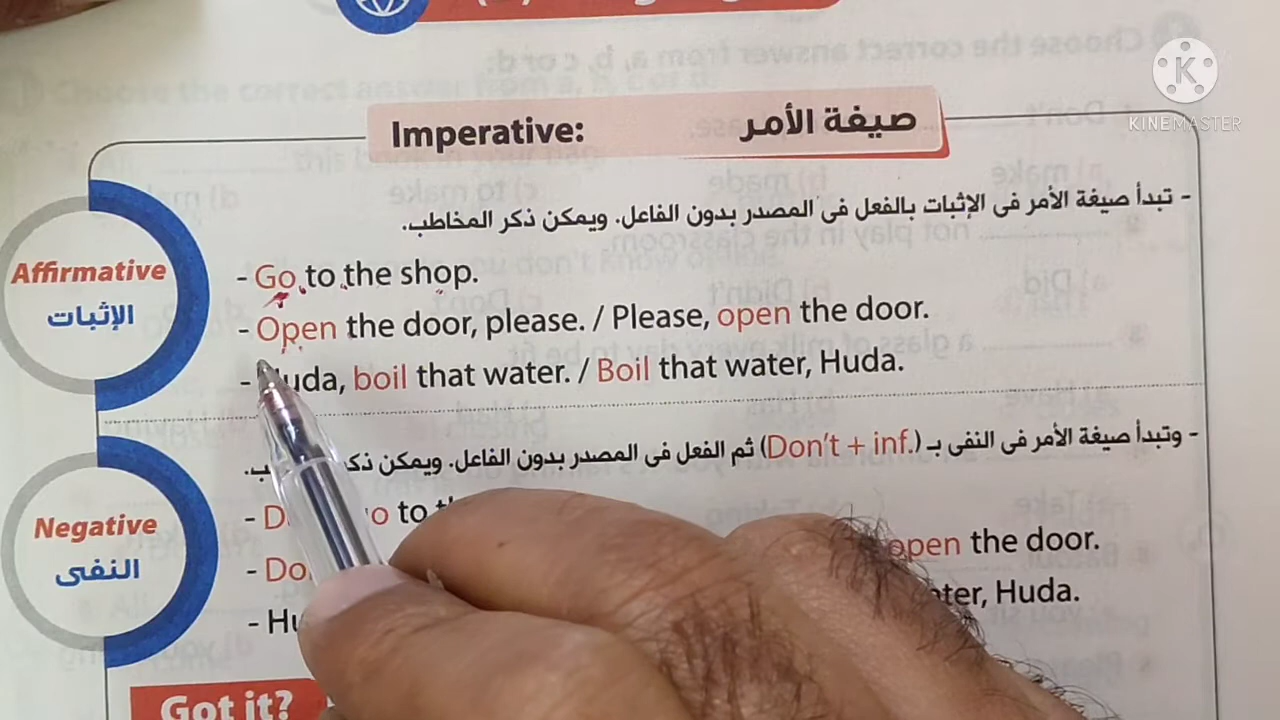 KINEMASTER
Imperative: صيغة الأمر
- تبدأ صيغة الأمر فى الإثبات بالفعل فى المصدر بدون الفاعل. ويمكن ذكر المخاطب.
Affirmative
الإثبات
- Go to the shop.
- Open the door, please. / Please, open the door.
- Huda, boil that water. / Boil that water, Huda.
- وتبدأ صيغة الأمر فى النفى بـ (Don't + inf.) ثم الفعل فى المصدر بدون الفاعل. ويمكن
Negative
النفى
- to
- open the door.
- Huda.
Got it?